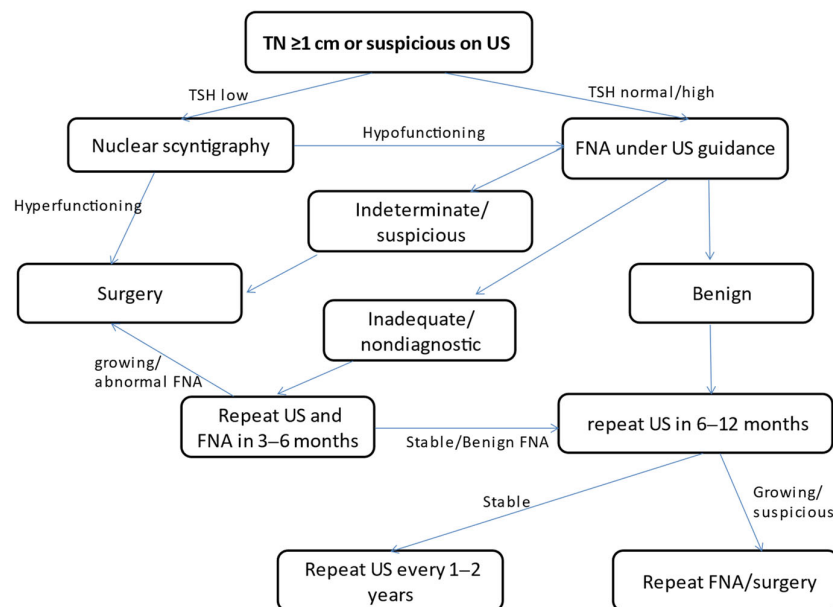 TN ≥1 cm or suspicious on US
TSH low
TSH normal/high
Nuclear scyntigraphy
Hypofunctioning
FNA under US guidance
Hyperfunctioning
Indeterminate/
suspicious
Surgery
Benign
Inadequate/
nondiagnostic
growing/
abnormal FNA
Repeat US and
FNA in 3–6 months
Stable/Benign FNA
repeat US in 6–12 months
Stable
Growing/
suspicious
Repeat US every 1–2
years
Repeat FNA/surgery